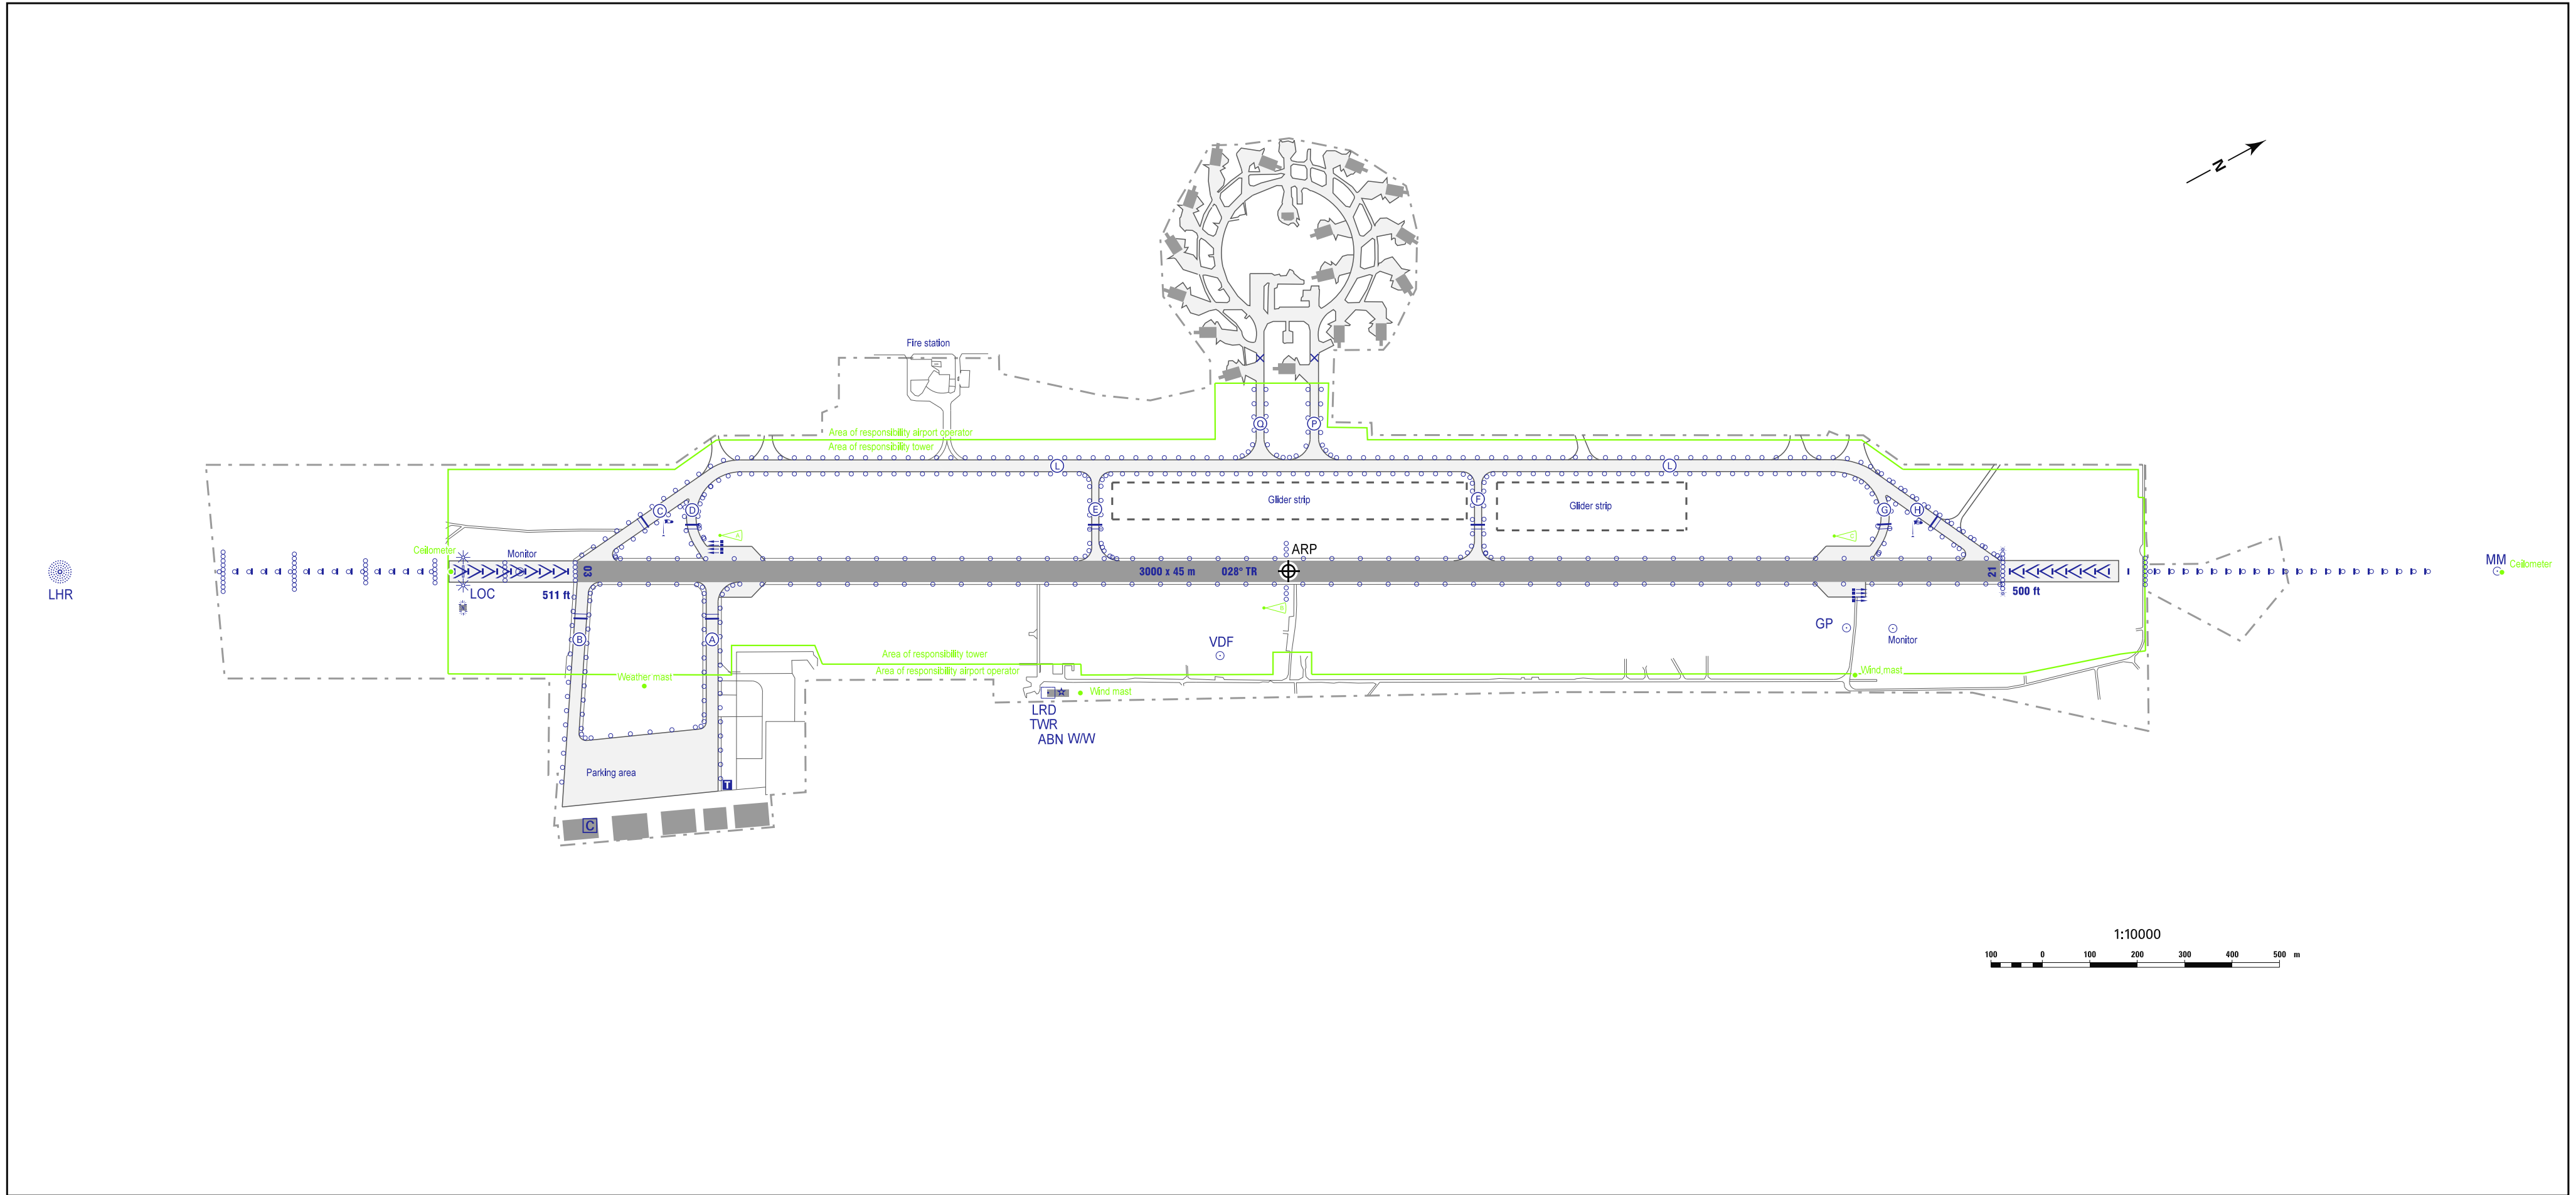 N
Fire station
Area of responsibility airport operator
Area of responsibility tower
Q
P
L
L
C
D
E
Glider strip
F
Glider strip
G
H
A
C
Ceilometer
Monitor
ARP
MM
Ceilometer
LHR
LOC
511 ft
03
3000 x 45 m
028° TR
21
500 ft
B
B
A
VDF
GP
Monitor
Area of responsibility tower
Area of responsibility airport operator
Weather mast
Wind mast
Wind mast
LRD
TWR
ABN W/W
Parking area
T
C
1:10000
100 0 100 200 300 400 500 m